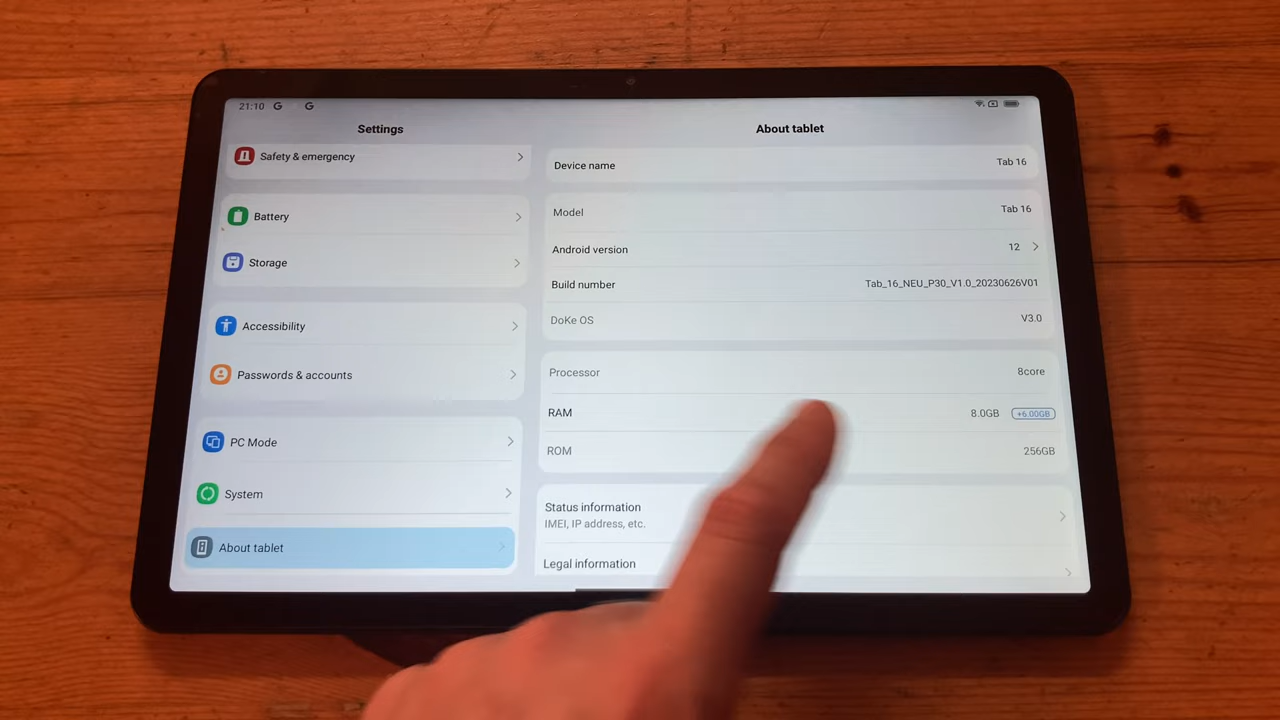 21:10 G G
Settings
Safety & emergency
Battery
Storage
Accessibility
Passwords & accounts
PC Mode
System
About tablet
About tablet
Device name Tab 16
Model Tab 16
Android version 12
Build number Tab_16_NEU_P30_V1.0_20230626V01
DoKe OS V3.0
Processor 8core
RAM 8.0GB +6.00GB
ROM 256GB
Status information
IMEI, IP address, etc.
Legal information